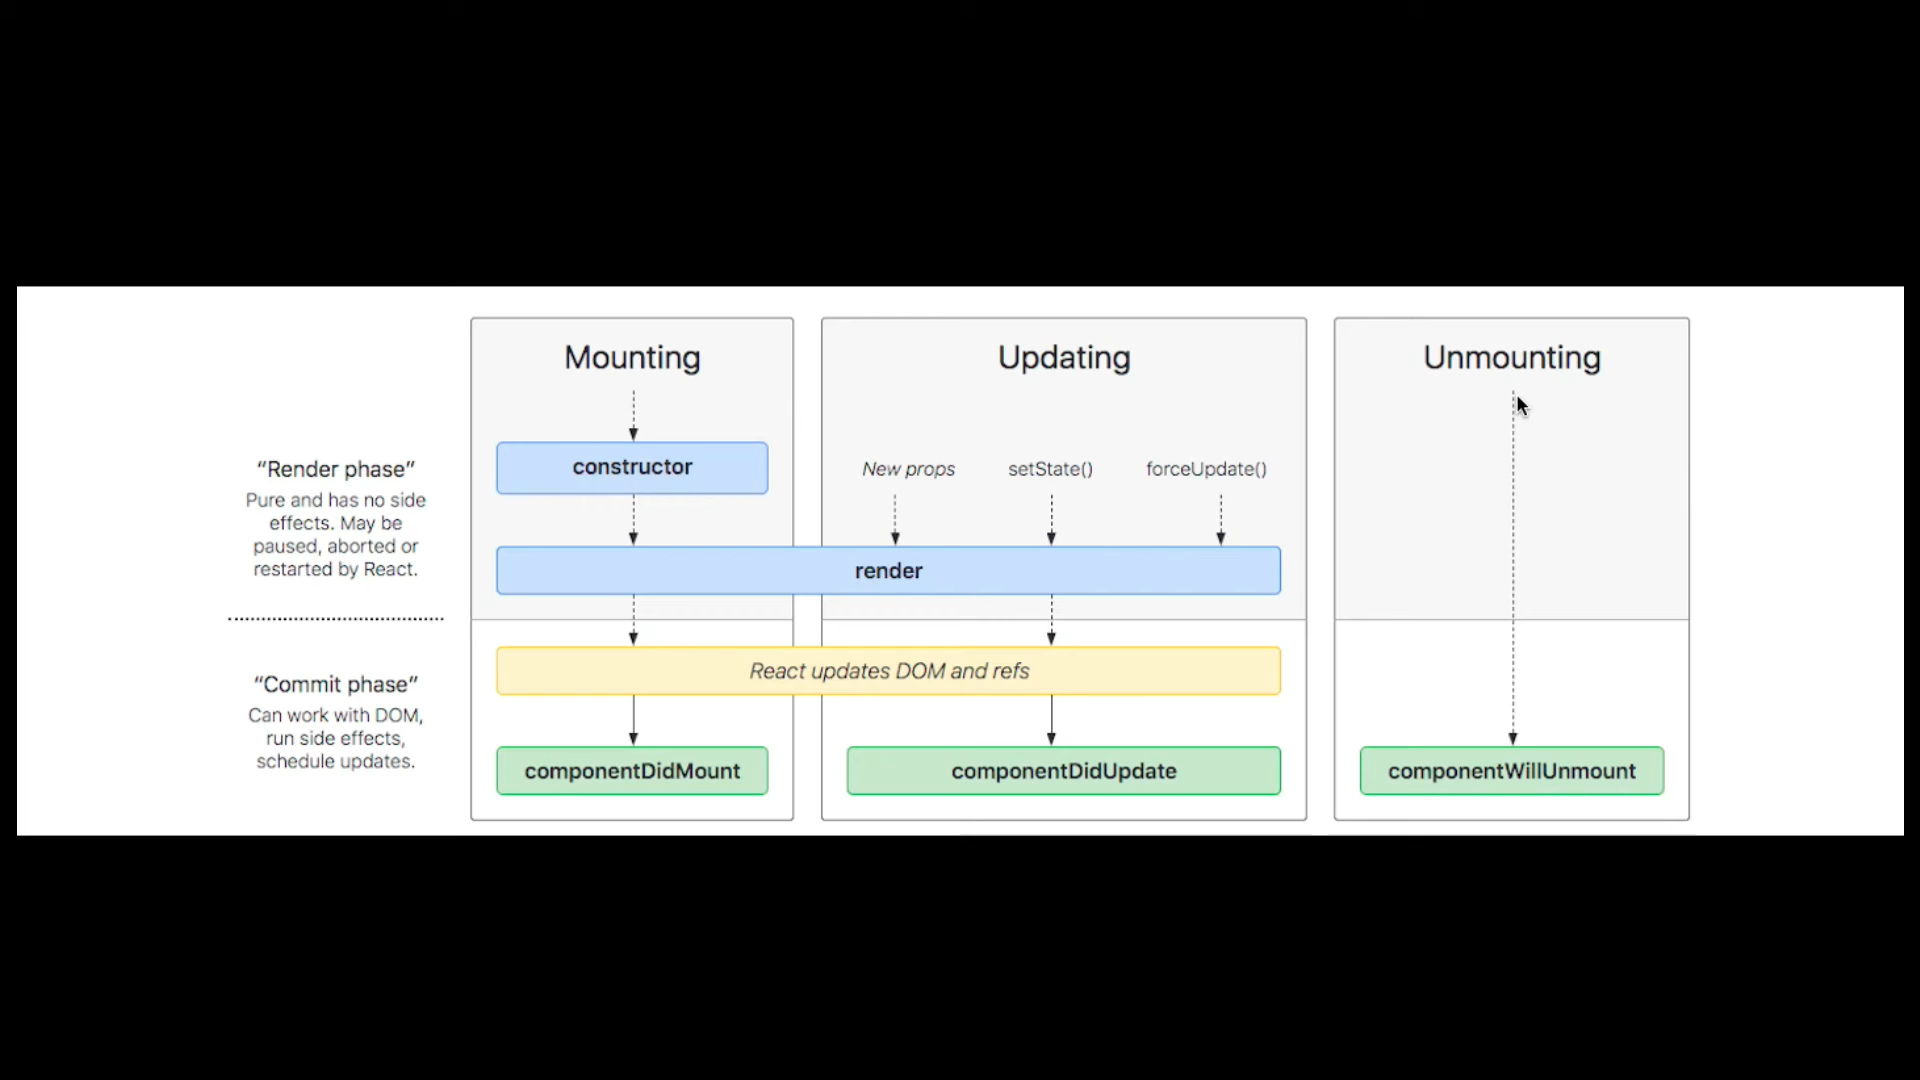 Mounting
Updating
Unmounting
“Render phase”
Pure and has no side
effects. May be
paused, aborted or
restarted by React.
constructor
New props
setState()
forceUpdate()
render
“Commit phase”
Can work with DOM,
run side effects,
schedule updates.
React updates DOM and refs
componentDidMount
componentDidUpdate
componentWillUnmount